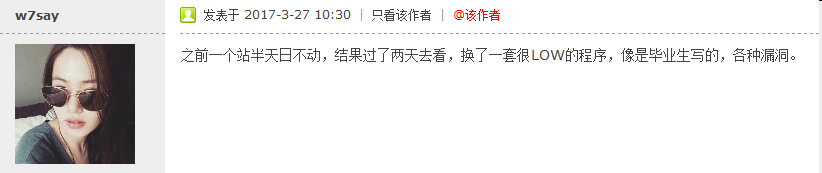 w7say
发表于 2017-3-27 10:30 | 只看该作者 | @该作者
之前一个站半天日不动，结果过了两天去看，换了一套很LOW的程序，像是毕业生写的，各种漏洞。